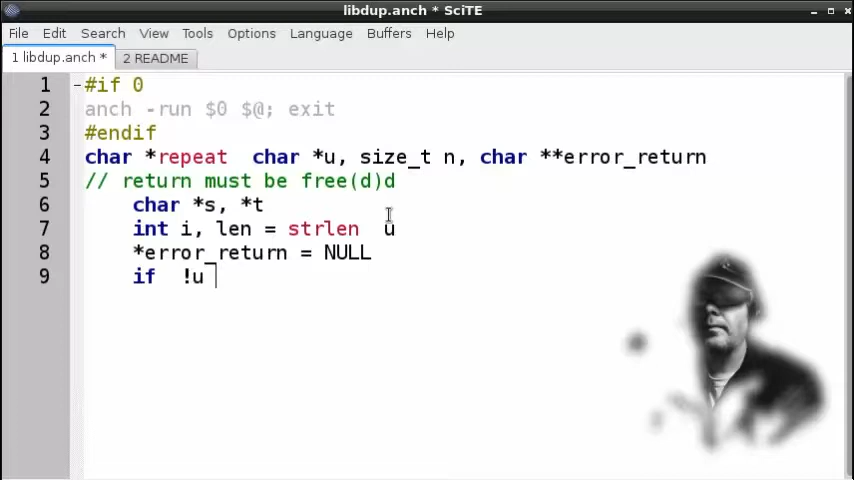 libdup.anch * SciTE
File Edit Search View Tools Options Language Buffers Help
1 libdup.anch * 2 README
1 #if 0
2 anch -run $0 $@; exit
3 #endif
4 char *repeat  char *u, size_t n, char **error_return
5 // return must be free(d)d
6     char *s, *t
7     int i, len = strlen  u
8     *error_return = NULL
9     if  !u